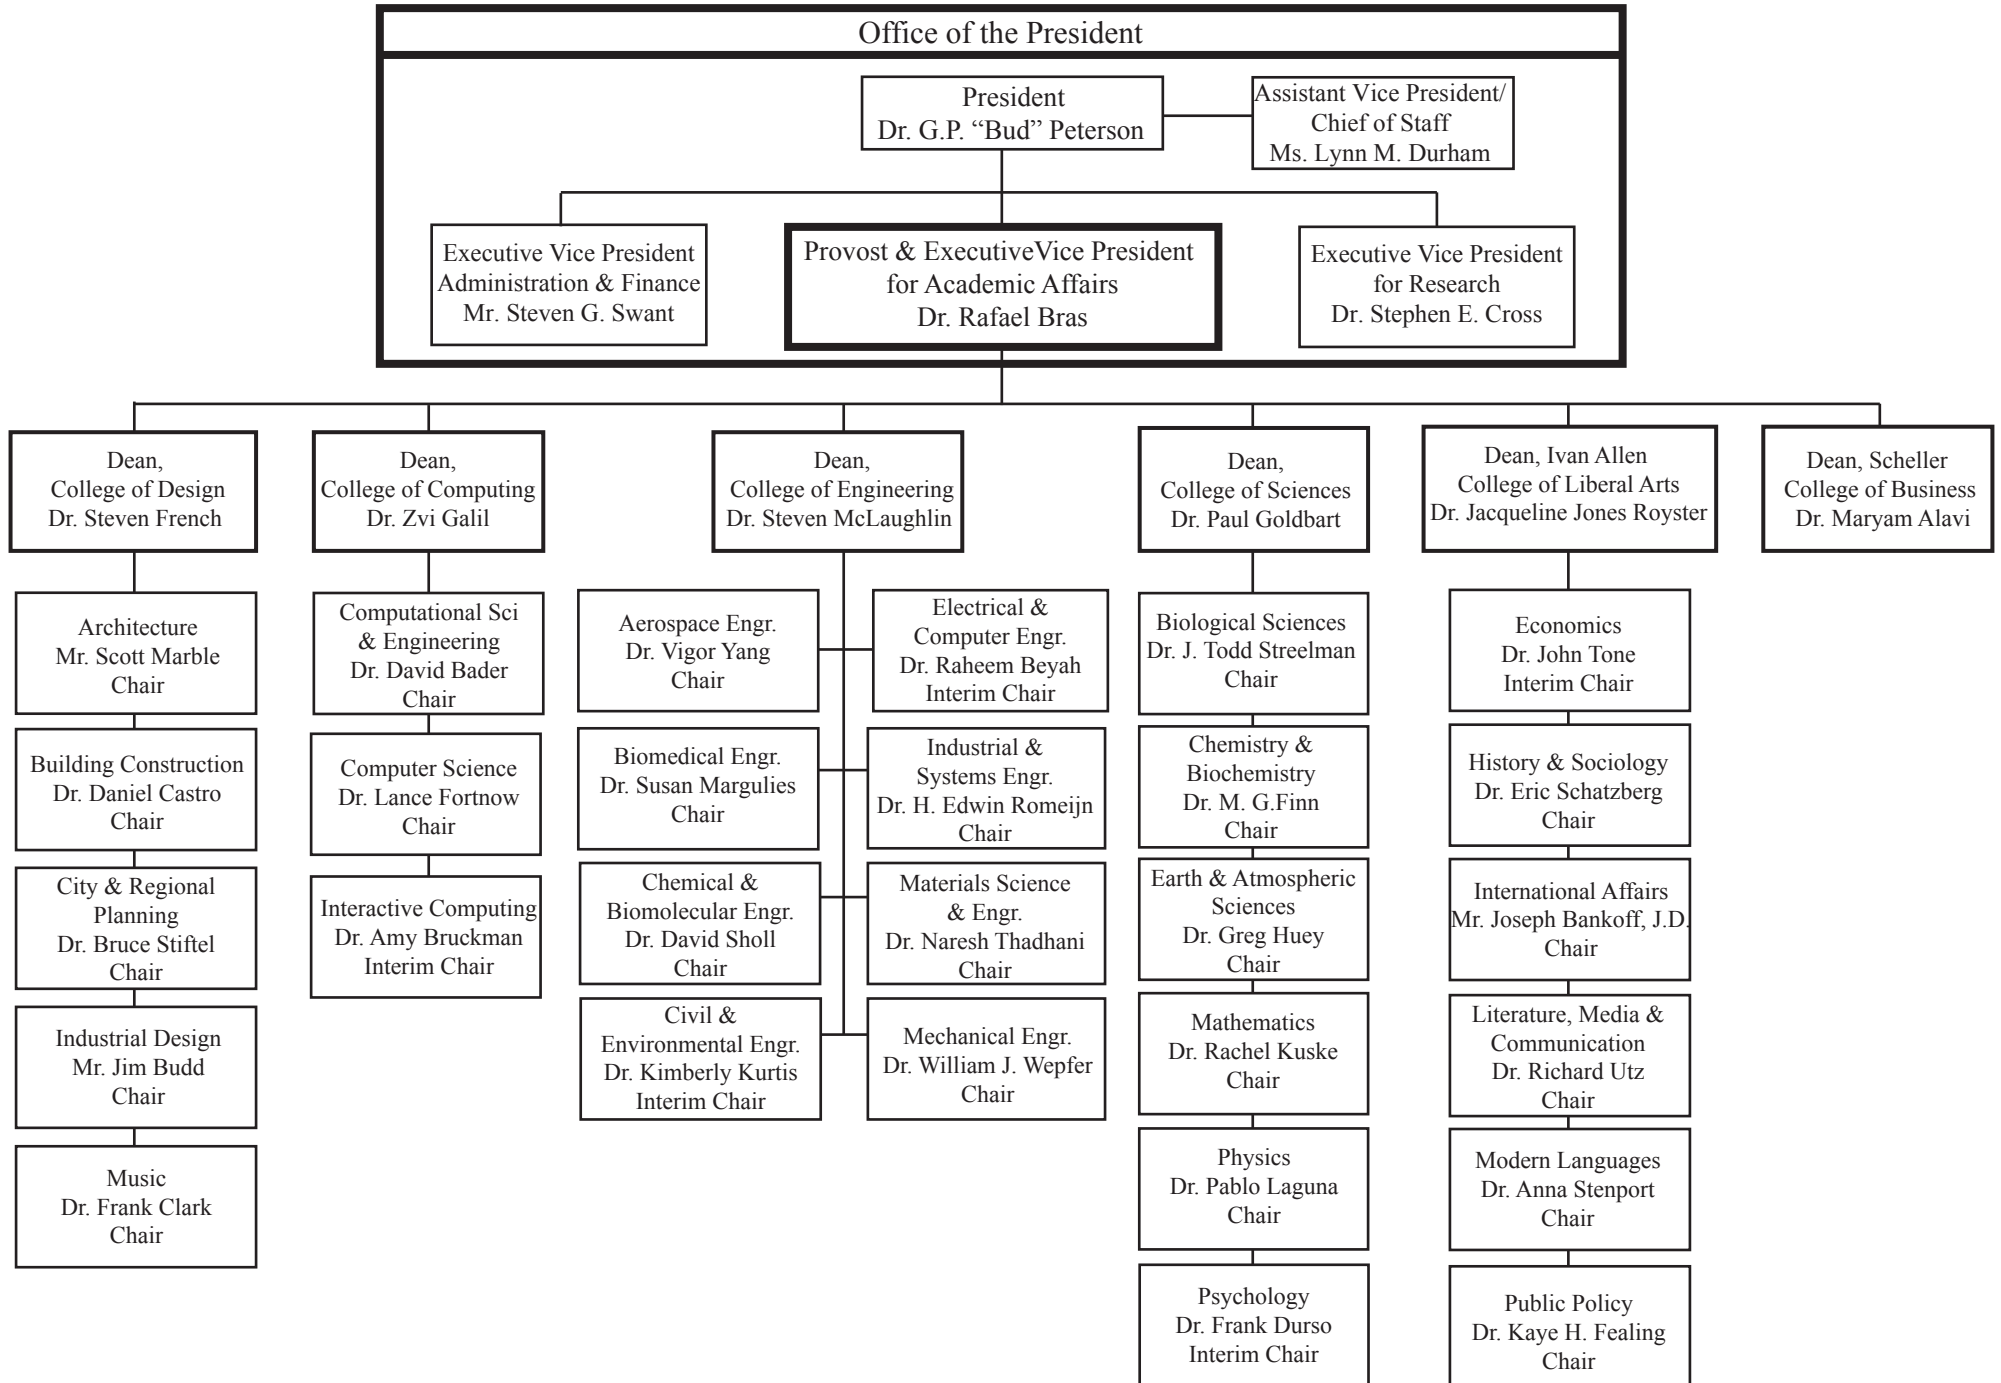 Office of the President
President
Dr. G.P. “Bud” Peterson
Assistant Vice President/
Chief of Staff
Ms. Lynn M. Durham
Executive Vice President
Administration & Finance
Mr. Steven G. Swant
Provost & ExecutiveVice President
for Academic Affairs
Dr. Rafael Bras
Executive Vice President
for Research
Dr. Stephen E. Cross
Dean,
College of Design
Dr. Steven French
Dean,
College of Computing
Dr. Zvi Galil
Dean,
College of Engineering
Dr. Steven McLaughlin
Dean,
College of Sciences
Dr. Paul Goldbart
Dean, Ivan Allen
College of Liberal Arts
Dr. Jacqueline Jones Royster
Dean, Scheller
College of Business
Dr. Maryam Alavi
Architecture
Mr. Scott Marble
Chair
Building Construction
Dr. Daniel Castro
Chair
City & Regional
Planning
Dr. Bruce Stiftel
Chair
Industrial Design
Mr. Jim Budd
Chair
Music
Dr. Frank Clark
Chair
Computational Sci
& Engineering
Dr. David Bader
Chair
Computer Science
Dr. Lance Fortnow
Chair
Interactive Computing
Dr. Amy Bruckman
Interim Chair
Aerospace Engr.
Dr. Vigor Yang
Chair
Biomedical Engr.
Dr. Susan Margulies
Chair
Chemical &
Biomolecular Engr.
Dr. David Sholl
Chair
Civil &
Environmental Engr.
Dr. Kimberly Kurtis
Interim Chair
Electrical &
Computer Engr.
Dr. Raheem Beyah
Interim Chair
Industrial &
Systems Engr.
Dr. H. Edwin Romeijn
Chair
Materials Science
& Engr.
Dr. Naresh Thadhani
Chair
Mechanical Engr.
Dr. William J. Wepfer
Chair
Biological Sciences
Dr. J. Todd Streelman
Chair
Chemistry &
Biochemistry
Dr. M. G.Finn
Chair
Earth & Atmospheric
Sciences
Dr. Greg Huey
Chair
Mathematics
Dr. Rachel Kuske
Chair
Physics
Dr. Pablo Laguna
Chair
Psychology
Dr. Frank Durso
Interim Chair
Economics
Dr. John Tone
Interim Chair
History & Sociology
Dr. Eric Schatzberg
Chair
International Affairs
Mr. Joseph Bankoff, J.D.
Chair
Literature, Media &
Communication
Dr. Richard Utz
Chair
Modern Languages
Dr. Anna Stenport
Chair
Public Policy
Dr. Kaye H. Fealing
Chair